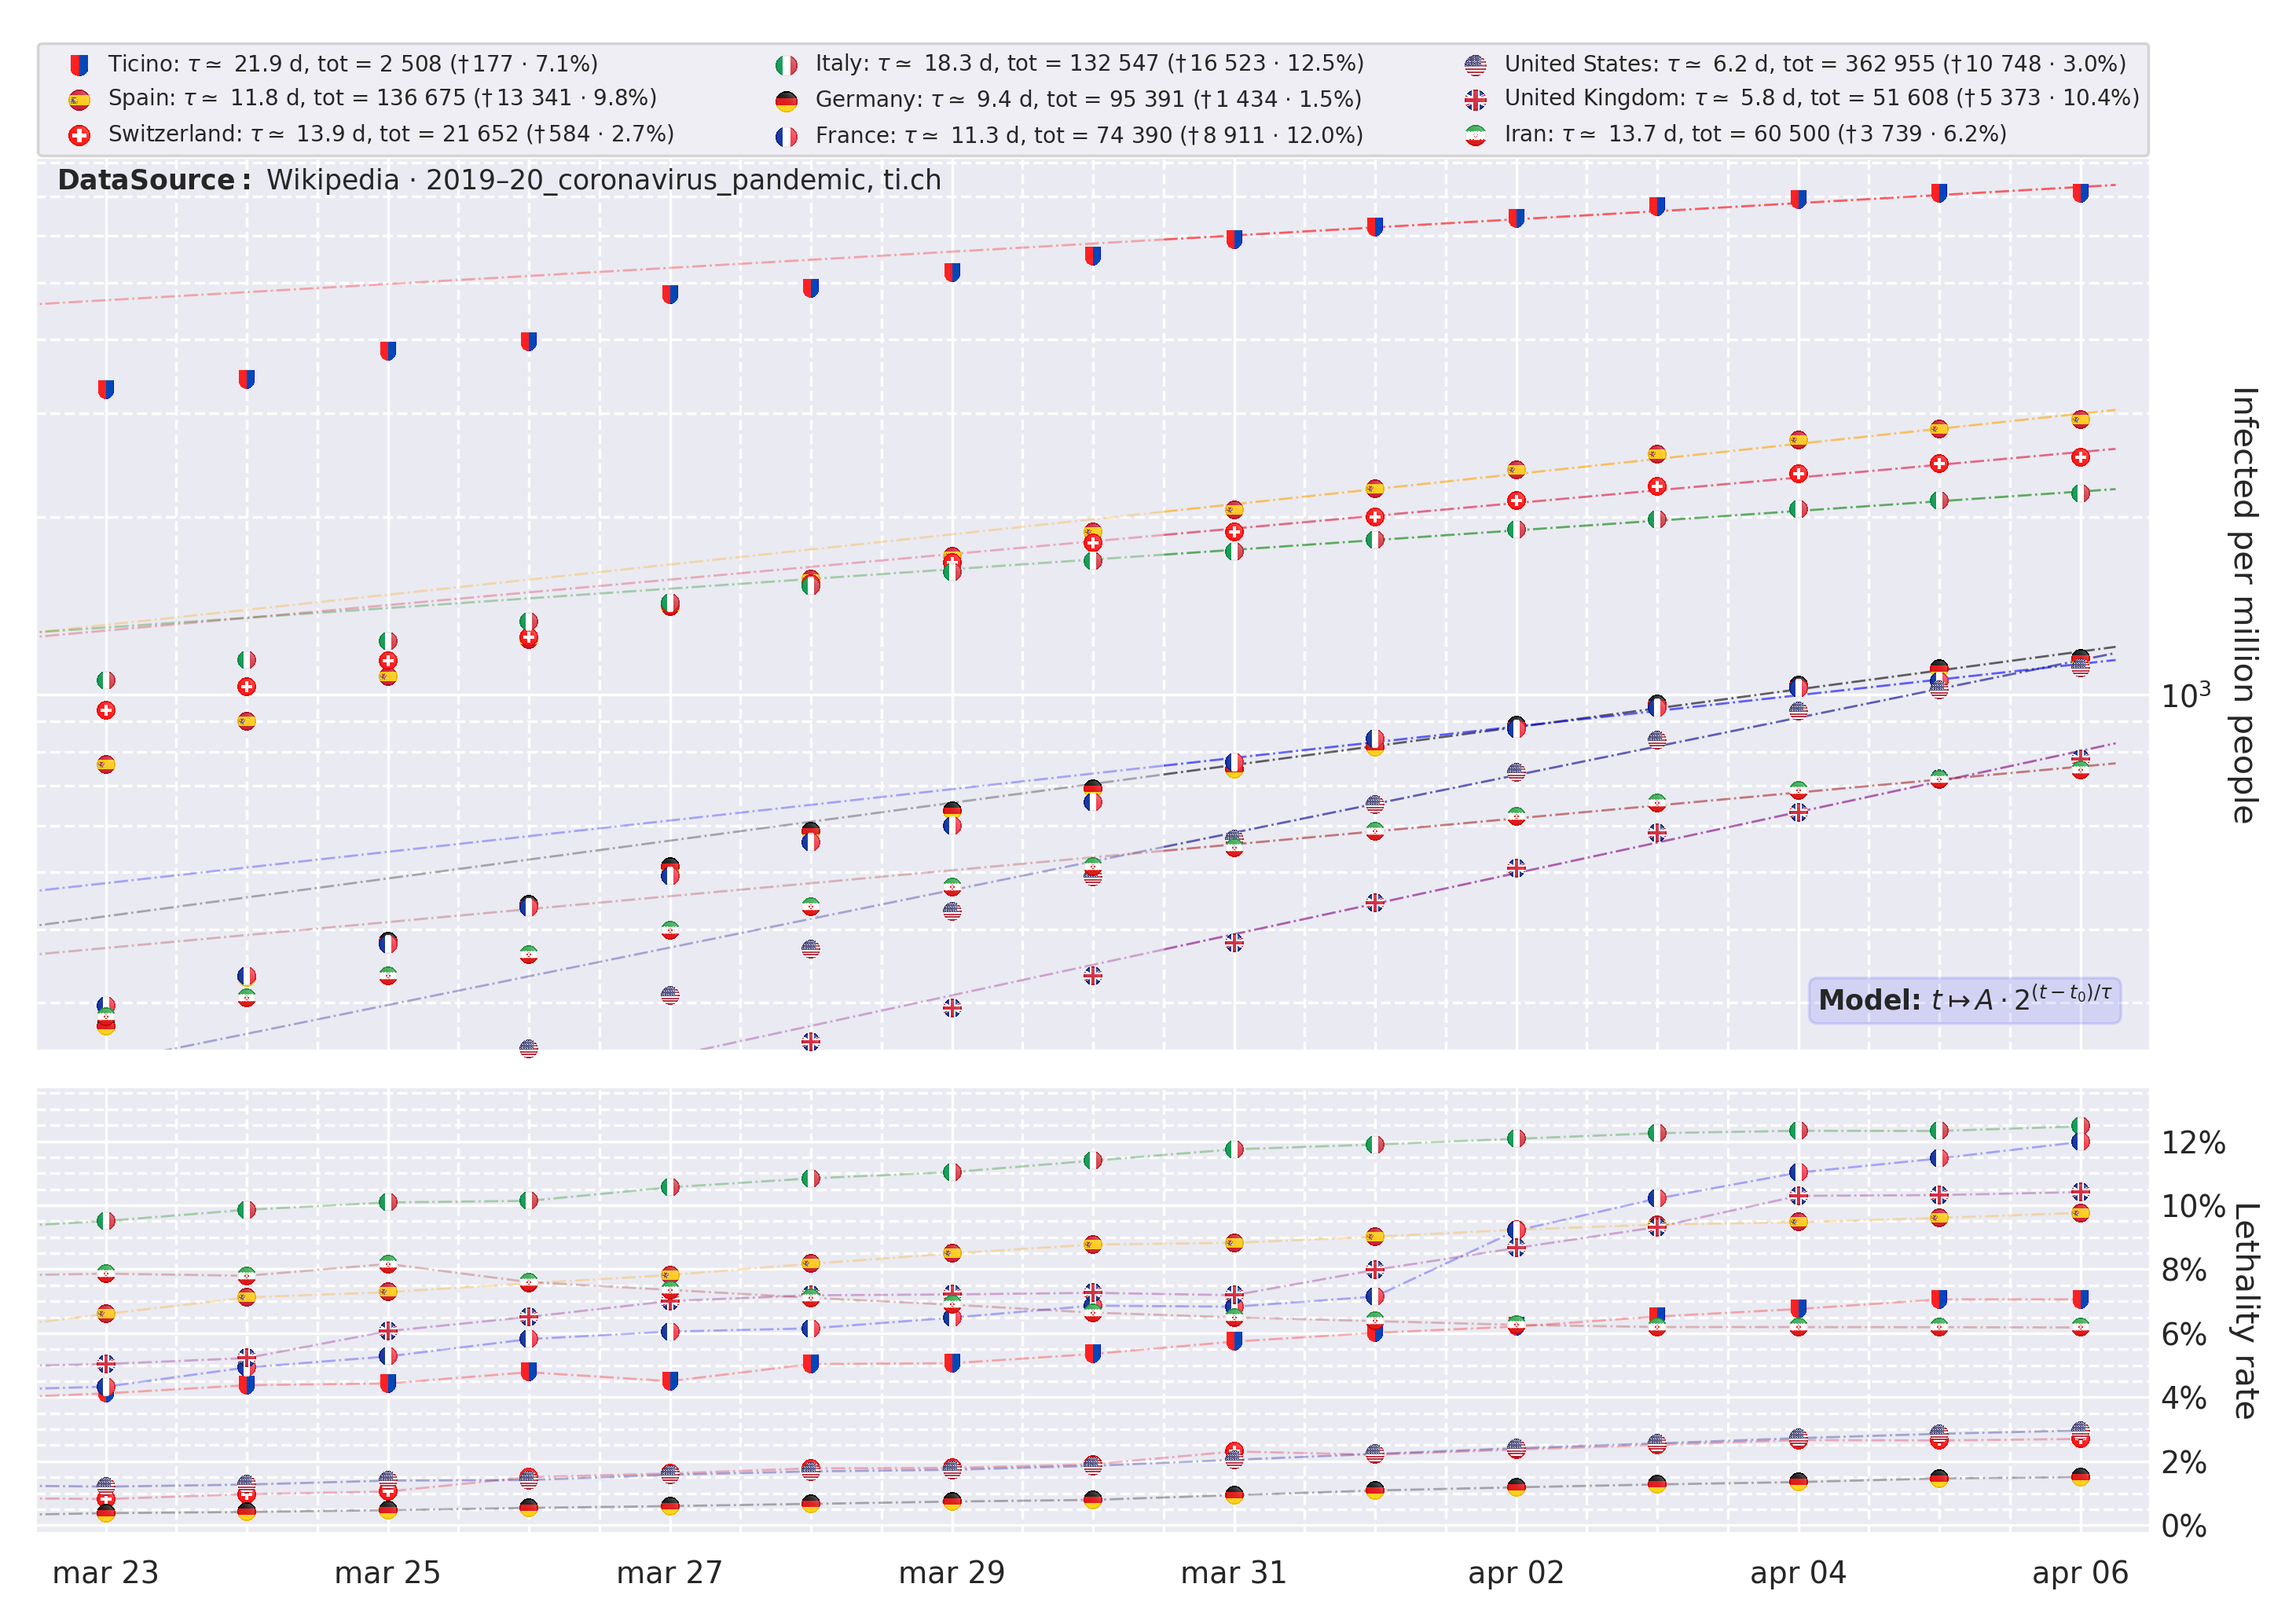 Ticino: τ ≃ 21.9 d, tot = 2 508 (†177 · 7.1%)
Spain: τ ≃ 11.8 d, tot = 136 675 (†13 341 · 9.8%)
Switzerland: τ ≃ 13.9 d, tot = 21 652 (†584 · 2.7%)
Italy: τ ≃ 18.3 d, tot = 132 547 (†16 523 · 12.5%)
Germany: τ ≃ 9.4 d, tot = 95 391 (†1 434 · 1.5%)
France: τ ≃ 11.3 d, tot = 74 390 (†8 911 · 12.0%)
United States: τ ≃ 6.2 d, tot = 362 955 (†10 748 · 3.0%)
United Kingdom: τ ≃ 5.8 d, tot = 51 608 (†5 373 · 10.4%)
Iran: τ ≃ 13.7 d, tot = 60 500 (†3 739 · 6.2%)
DataSource: Wikipedia · 2019–20_coronavirus_pandemic, ti.ch
10³
Infected per million people
Model: t ↦ A · 2^{(t−t₀)/τ}
12%
10%
8%
6%
4%
2%
0%
Lethality rate
mar 23 mar 25 mar 27 mar 29 mar 31 apr 02 apr 04 apr 06